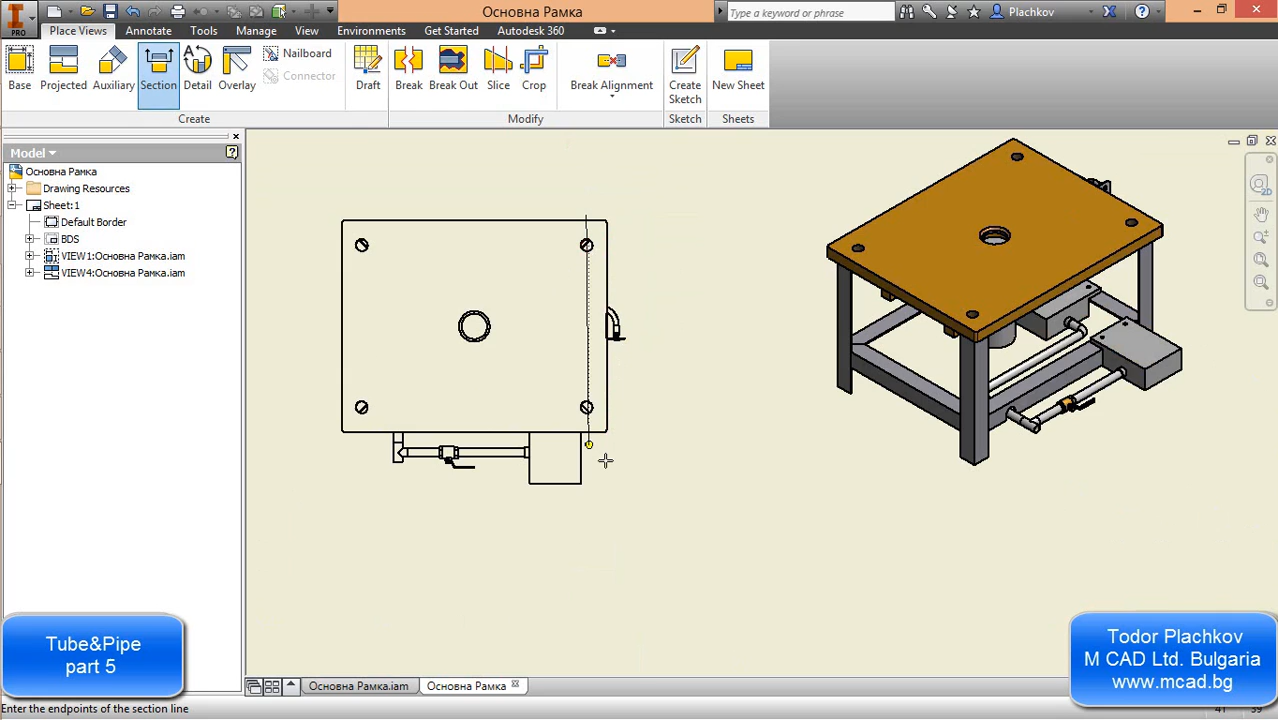 Основна Рамка
Type a keyword or phrase
Plachkov
PRO
Place Views
Annotate
Tools
Manage
Environments
View
Get Started
Autodesk 360
Base
Projected
Auxiliary
Section
Detail
Overlay
Nailboard
Connector
Draft
Break
Break Out
Slice
Crop
Break Alignment
Create
Sketch
New Sheet
Create
Modify
Sketch
Sheets
Model
Основна Рамка
Drawing Resources
Sheet:1
Default Border
BDS
VIEW1:Основна Рамка.iam
VIEW4:Основна Рамка.iam
Tube&Pipe
part 5
Todor Plachkov
M CAD Ltd. Bulgaria
www.mcad.bg
Основна Рамка.iam
Основна Рамка
Enter the endpoints of the section line